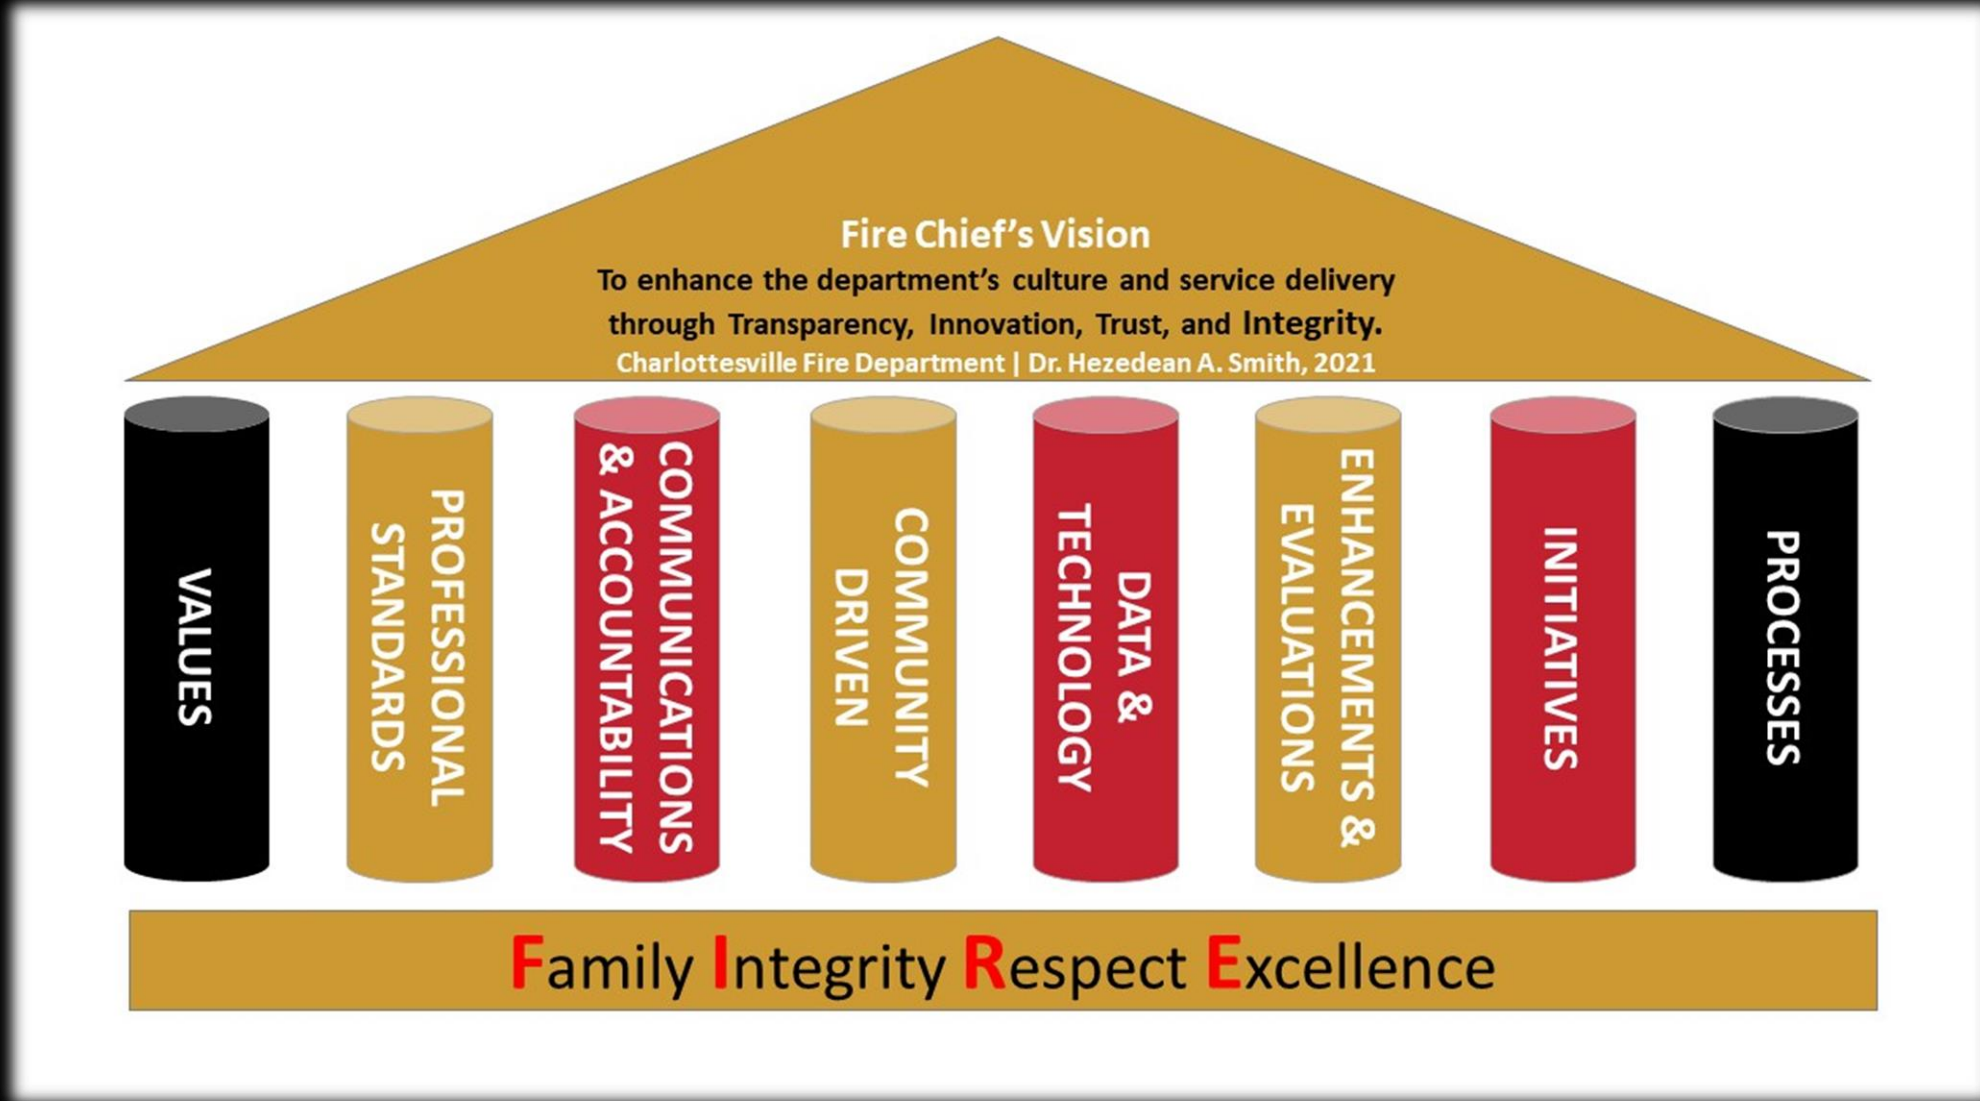 Fire Chief’s Vision
To enhance the department’s culture and service delivery
through Transparency, Innovation, Trust, and Integrity.
Charlottesville Fire Department | Dr. Hezedean A. Smith, 2021
VALUES
PROFESSIONAL
STANDARDS
COMMUNICATIONS
& ACCOUNTABILITY
COMMUNITY
DRIVEN
DATA &
TECHNOLOGY
ENHANCEMENTS &
EVALUATIONS
INITIATIVES
PROCESSES
Family Integrity Respect Excellence